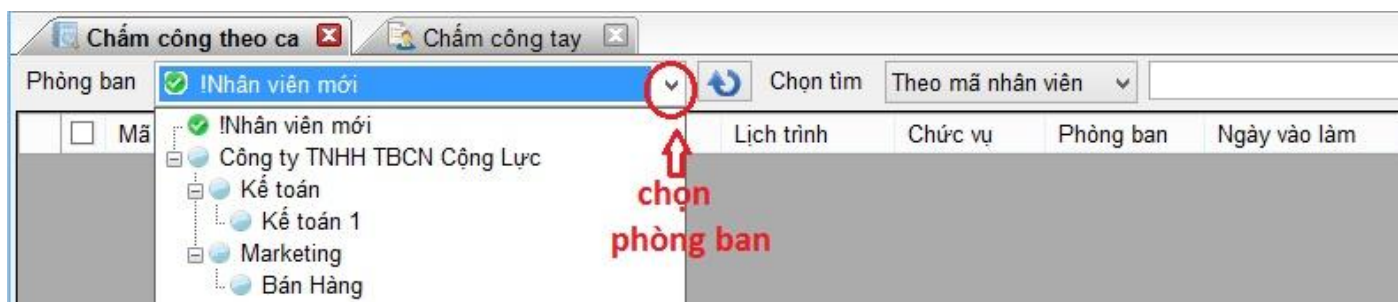 Chấm công theo ca Chấm công tay
Phòng ban !Nhân viên mới Chọn tìm Theo mã nhân viên
Mã Lịch trình Chức vụ Phòng ban Ngày vào làm
!Nhân viên mới
Công ty TNHH TBCN Cộng Lực
Kế toán
Kế toán 1
Marketing
Bán Hàng
chọn
phòng ban